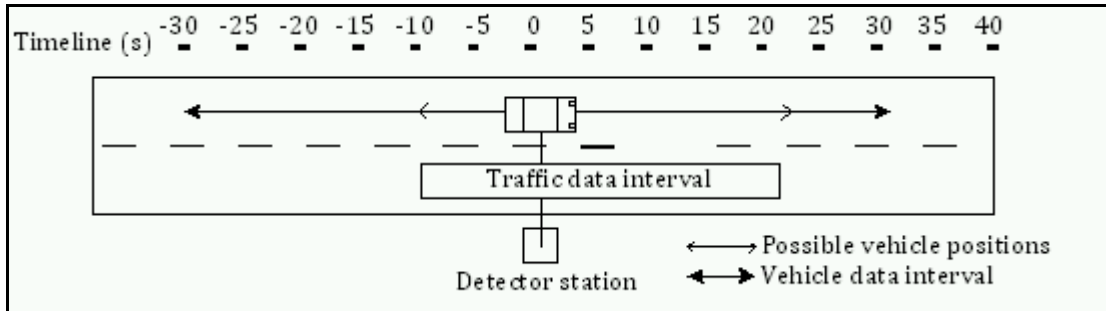 Timeline (s) -30 -25 -20 -15 -10 -5 0 5 10 15 20 25 30 35 40
Traffic data interval
Possible vehicle positions
Vehicle data interval
Detector station